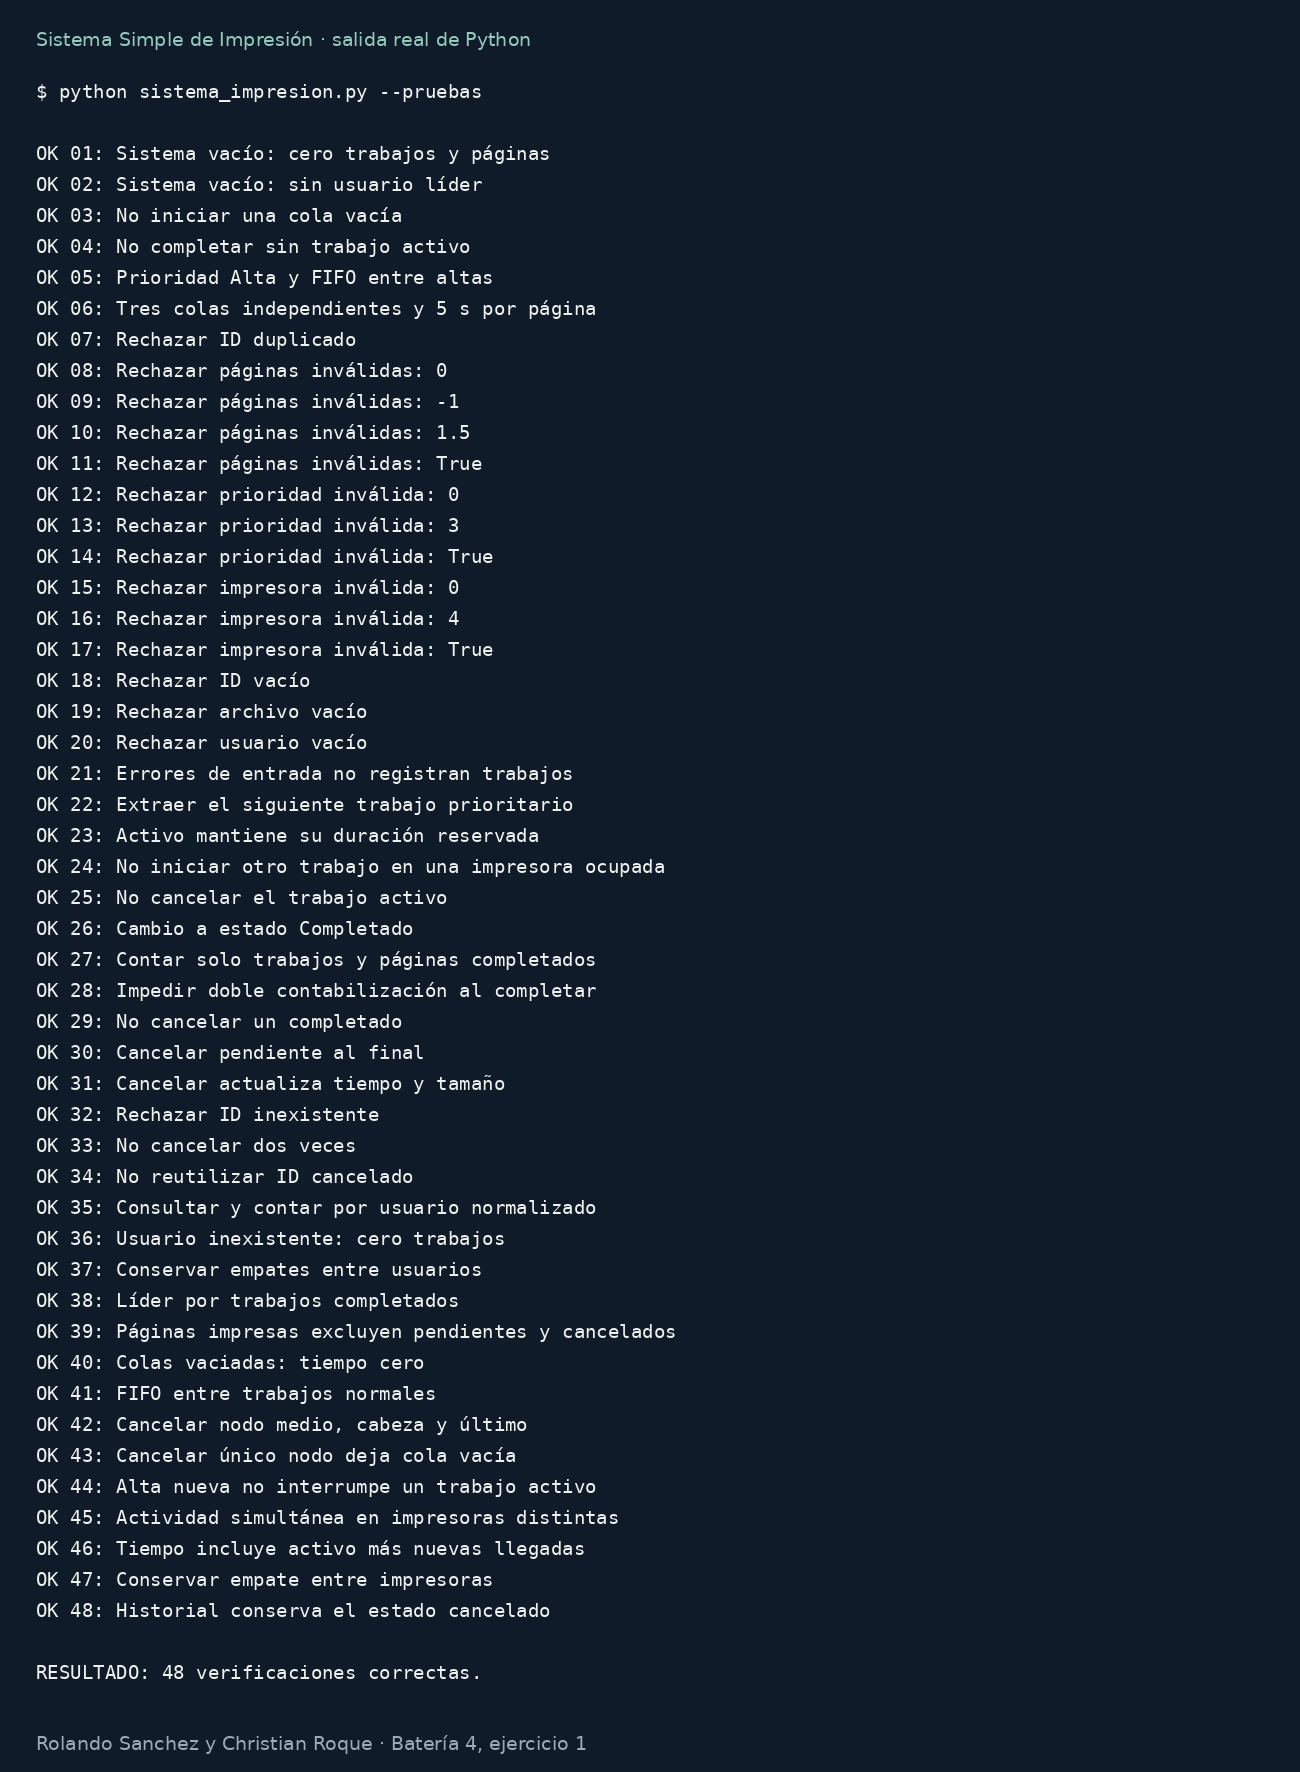 Sistema Simple de Impresión · salida real de Python
$ python sistema_impresion.py --pruebas
OK 01: Sistema vacío: cero trabajos y páginas
OK 02: Sistema vacío: sin usuario líder
OK 03: No iniciar una cola vacía
OK 04: No completar sin trabajo activo
OK 05: Prioridad Alta y FIFO entre altas
OK 06: Tres colas independientes y 5 s por página
OK 07: Rechazar ID duplicado
OK 08: Rechazar páginas inválidas: 0
OK 09: Rechazar páginas inválidas: -1
OK 10: Rechazar páginas inválidas: 1.5
OK 11: Rechazar páginas inválidas: True
OK 12: Rechazar prioridad inválida: 0
OK 13: Rechazar prioridad inválida: 3
OK 14: Rechazar prioridad inválida: True
OK 15: Rechazar impresora inválida: 0
OK 16: Rechazar impresora inválida: 4
OK 17: Rechazar impresora inválida: True
OK 18: Rechazar ID vacío
OK 19: Rechazar archivo vacío
OK 20: Rechazar usuario vacío
OK 21: Errores de entrada no registran trabajos
OK 22: Extraer el siguiente trabajo prioritario
OK 23: Activo mantiene su duración reservada
OK 24: No iniciar otro trabajo en una impresora ocupada
OK 25: No cancelar el trabajo activo
OK 26: Cambio a estado Completado
OK 27: Contar solo trabajos y páginas completados
OK 28: Impedir doble contabilización al completar
OK 29: No cancelar un completado
OK 30: Cancelar pendiente al final
OK 31: Cancelar actualiza tiempo y tamaño
OK 32: Rechazar ID inexistente
OK 33: No cancelar dos veces
OK 34: No reutilizar ID cancelado
OK 35: Consultar y contar por usuario normalizado
OK 36: Usuario inexistente: cero trabajos
OK 37: Conservar empates entre usuarios
OK 38: Líder por trabajos completados
OK 39: Páginas impresas excluyen pendientes y cancelados
OK 40: Colas vaciadas: tiempo cero
OK 41: FIFO entre trabajos normales
OK 42: Cancelar nodo medio, cabeza y último
OK 43: Cancelar único nodo deja cola vacía
OK 44: Alta nueva no interrumpe un trabajo activo
OK 45: Actividad simultánea en impresoras distintas
OK 46: Tiempo incluye activo más nuevas llegadas
OK 47: Conservar empate entre impresoras
OK 48: Historial conserva el estado cancelado
RESULTADO: 48 verificaciones correctas.
Rolando Sanchez y Christian Roque · Batería 4, ejercicio 1